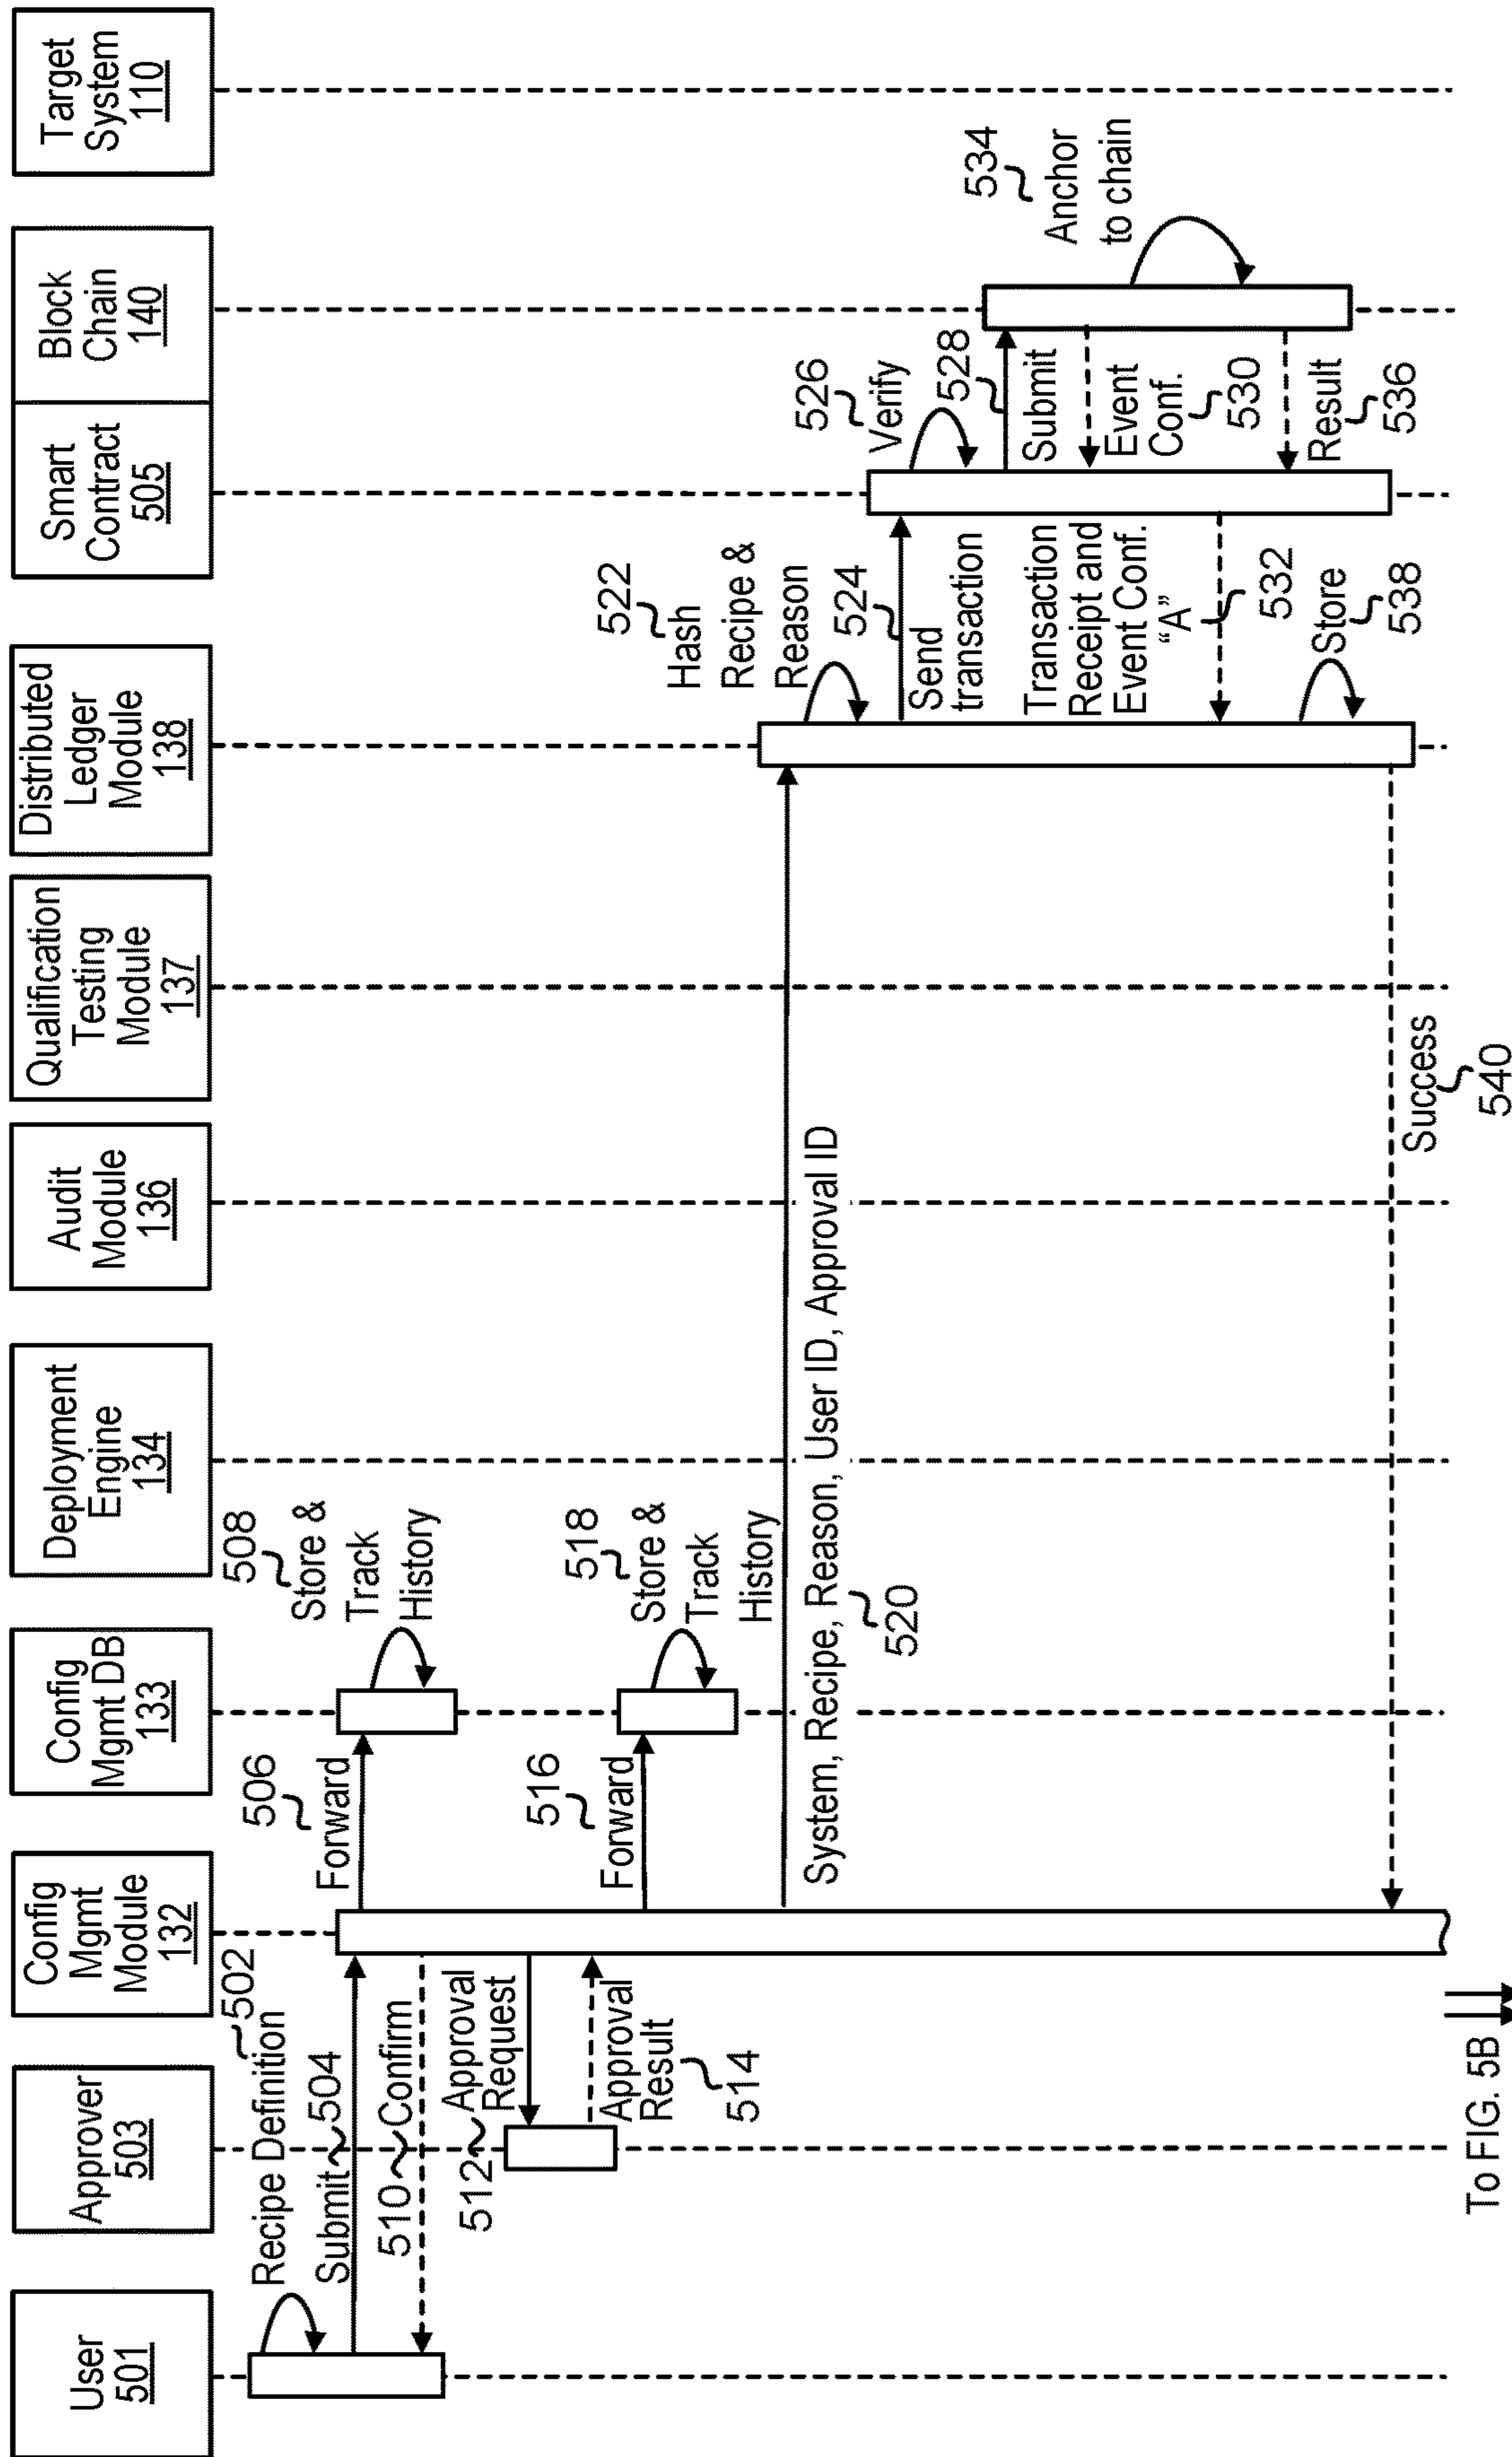 User
501
Approver
503
Config
Mgmt
Module
132
Config
Mgmt DB
133
Deployment
Engine
134
Audit
Module
136
Qualification
Testing
Module
137
Distributed
Ledger
Module
138
Smart
Contract
505
Block
Chain
140
Target
System
110
502
Recipe Definition
Submit 504
506
Forward
508
Store &
Track
History
510 Confirm
512
Approval
Request
Approval
Result
514
516
Forward
518
Store &
Track
History
System, Recipe, Reason, User ID, Approval ID
520
522
Hash
Recipe &
Reason
524
Send
transaction
526
Verify
528
Submit
Event
Conf.
530
Transaction
Receipt and
Event Conf.
“A”
532
534
Anchor
to chain
Result
536
Store
538
Success
540
To FIG. 5B